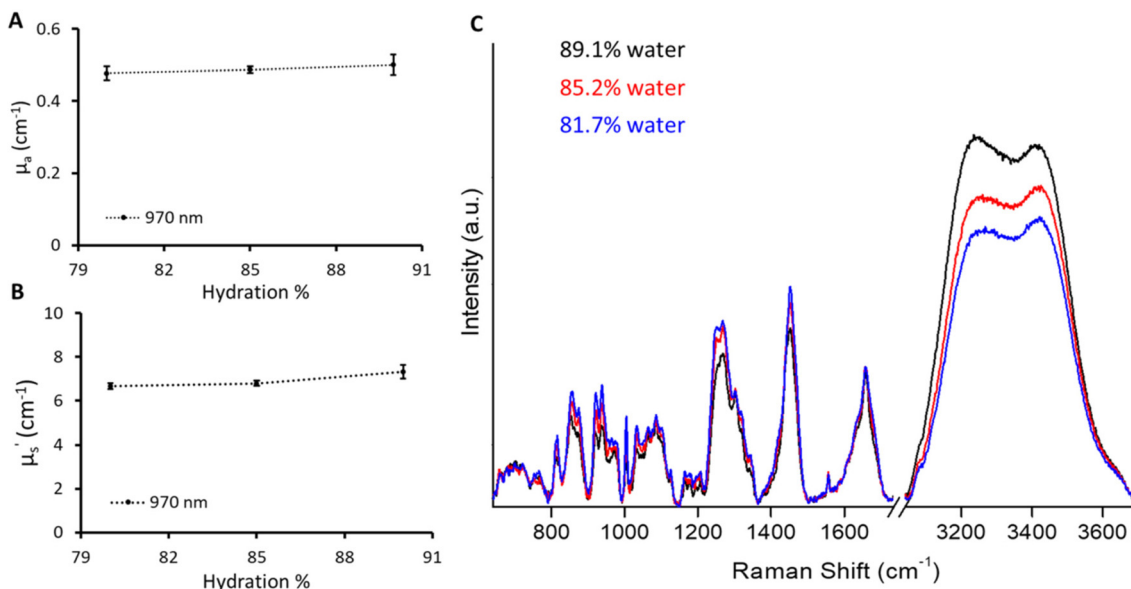 A
0.6
0.4
0.2
0
μa (cm-1)
970 nm
79 82 85 88 91
Hydration %
B
10
8
6
4
2
0
μs' (cm-1)
970 nm
79 82 85 88 91
Hydration %
C
89.1% water
85.2% water
81.7% water
Intensity (a.u.)
800 1000 1200 1400 1600 3200 3400 3600
Raman Shift (cm-1)